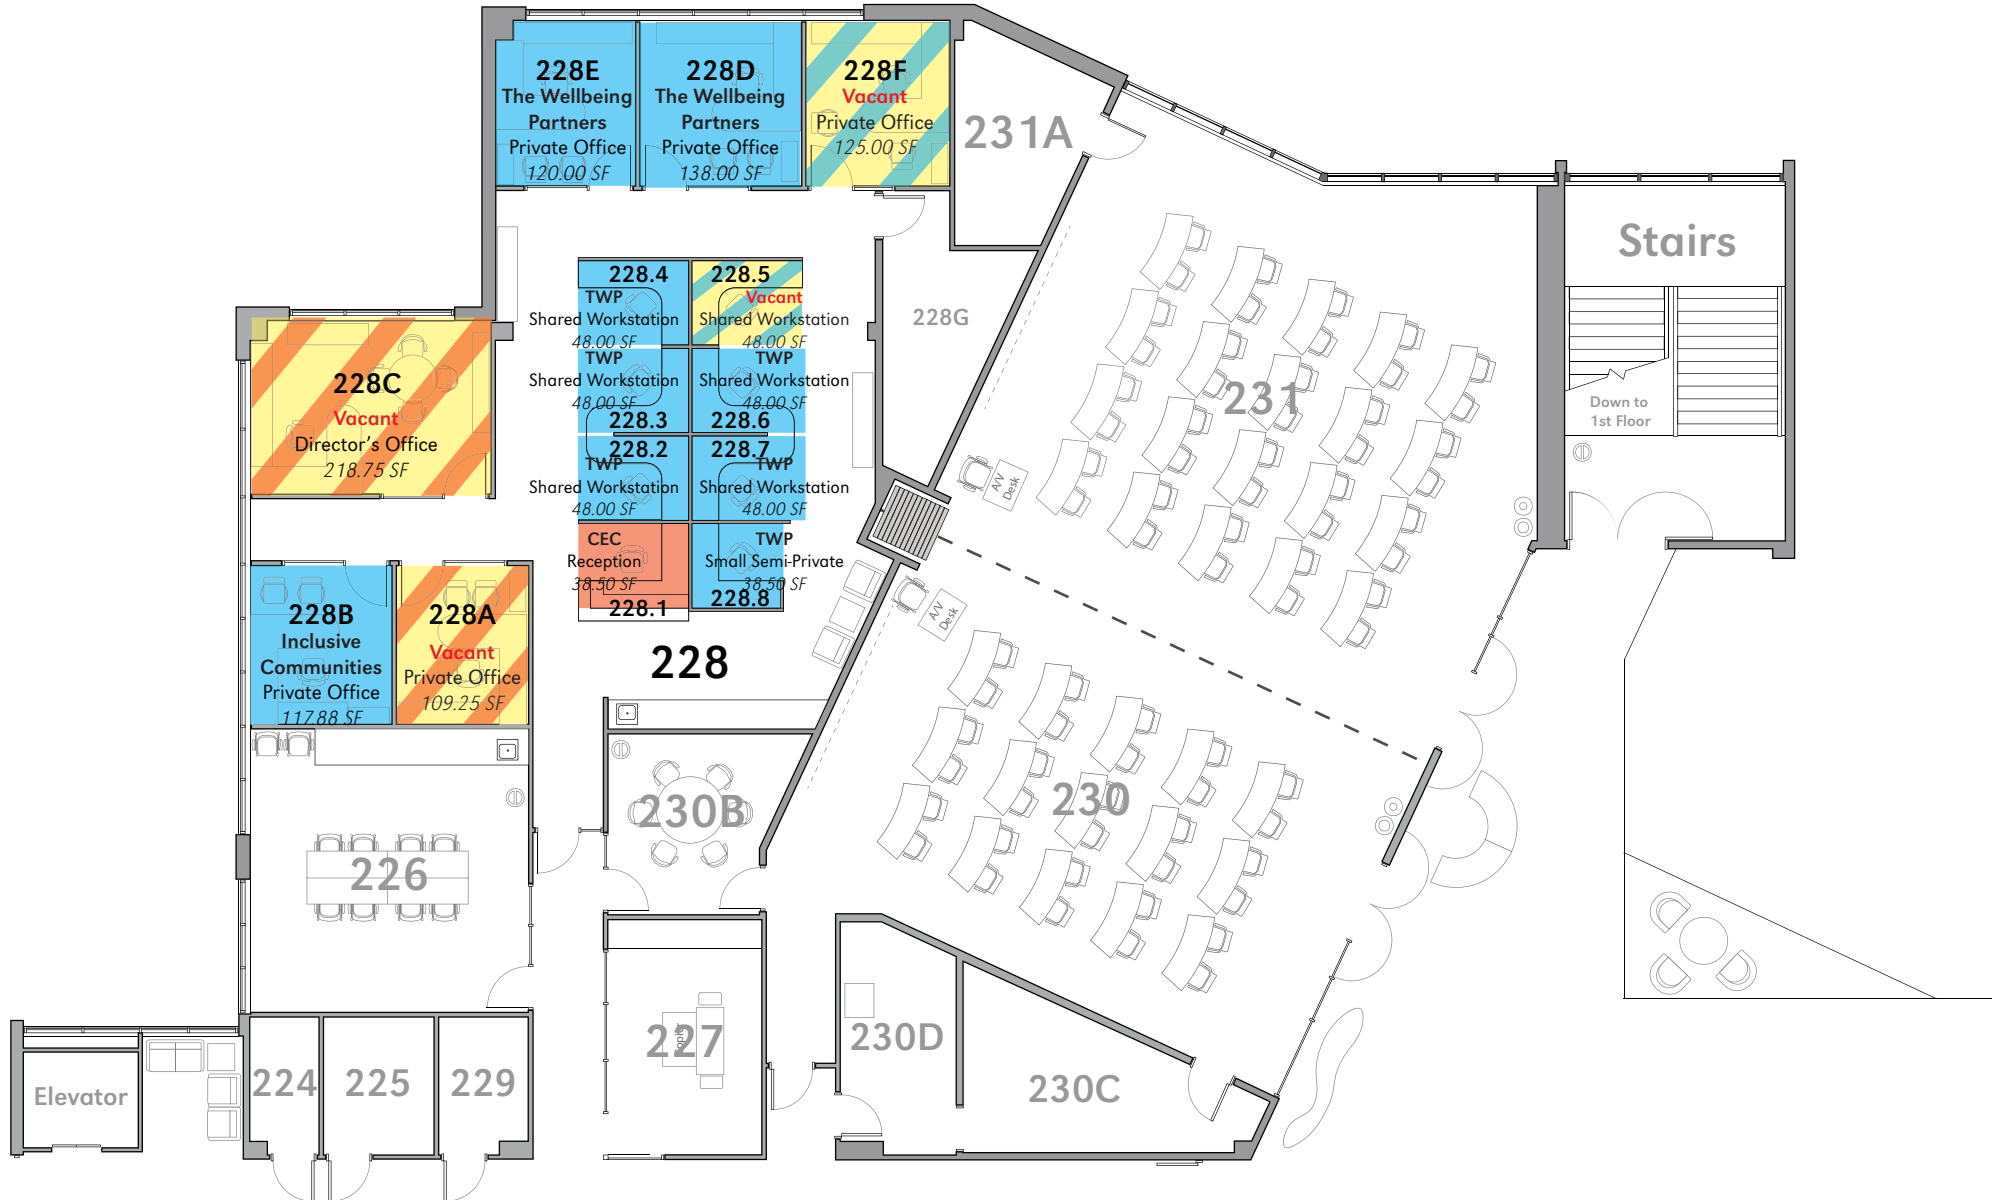 228E
The Wellbeing
Partners
Private Office
120.00 SF
228D
The Wellbeing
Partners
Private Office
138.00 SF
228F
Vacant
Private Office
125.00 SF
231A
Stairs
228.4
TWP
Shared Workstation
48.00 SF
228.5
Vacant
Shared Workstation
46.00 SF
228G
TWP
Shared Workstation
48.00 SF
228.3
TWP
Shared Workstation
48.00 SF
228.6
228C
Vacant
Director's Office
218.75 SF
231
Down to
1st Floor
228.2
TWP
Shared Workstation
48.00 SF
228.7
TWP
Shared Workstation
48.00 SF
A/V
Desk
CEC
Reception
38.50 SF
228.1
TWP
Small Semi-Private
38.50 SF
228.8
A/V
Desk
228B
Inclusive
Communities
Private Office
117.88 SF
228A
Vacant
Private Office
109.25 SF
228
230B
230
226
227
230D
230C
Elevator
224
225
229